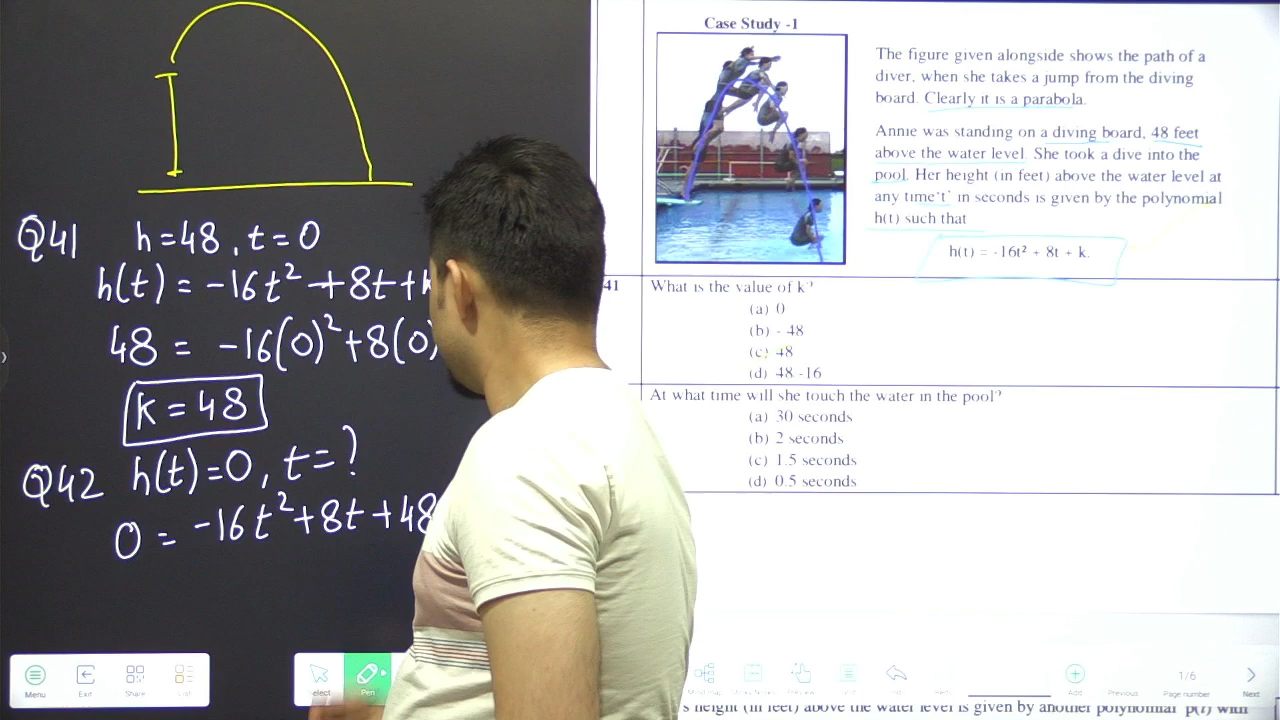 Q41 h=48, t=0
h(t) = -16t² +8t+k
48 = -16(0)²+8(0)
k = 48
Q42 h(t)=0, t=?
0 = -16t²+8t+48
Menu Exit Share List
Select Pen
Case Study -1
The figure given alongside shows the path of a
diver, when she takes a jump from the diving
board. Clearly it is a parabola.
Annie was standing on a diving board, 48 feet
above the water level. She took a dive into the
pool. Her height (in feet) above the water level at
any time't' in seconds is given by the polynomial
h(t) such that
h(t) = -16t² + 8t + k.
41 What is the value of k?
(a) 0
(b) - 48
(c) 48
(d) 48 -16
At what time will she touch the water in the pool?
(a) 30 seconds
(b) 2 seconds
(c) 1.5 seconds
(d) 0.5 seconds
Add Previous 1/6 Page number Next
s height (in feet) above the water level is given by another polynomial p(t) with